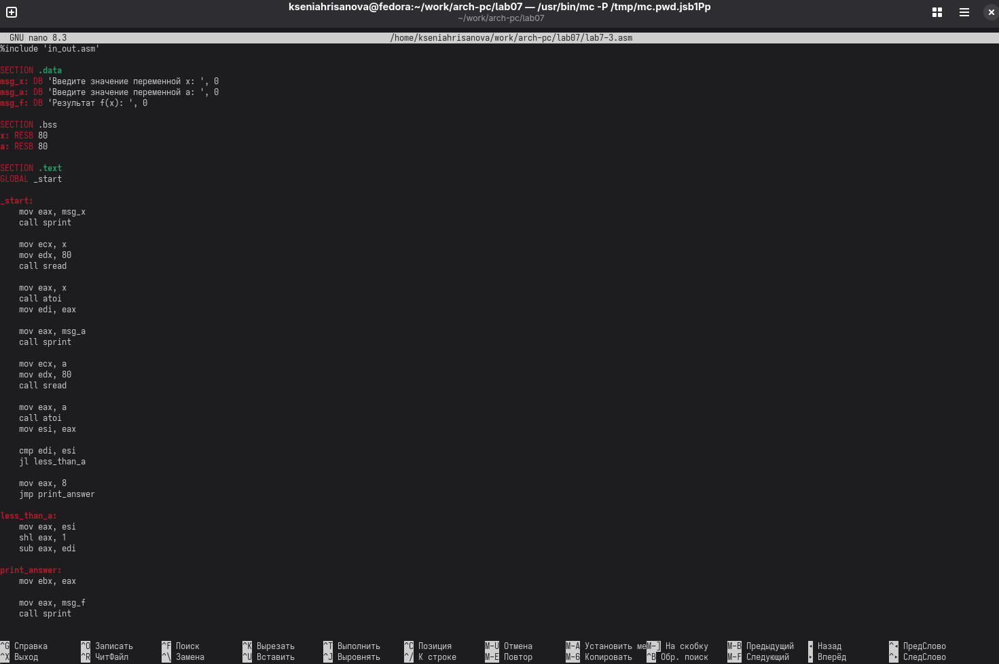 kseniahrisanova@fedora:~/work/arch-pc/lab07 — /usr/bin/mc -P /tmp/mc.pwd.jsb1Pp
~/work/arch-pc/lab07
GNU nano 8.3 /home/kseniahrisanova/work/arch-pc/lab07/lab7-3.asm
%include 'in_out.asm'
SECTION .data
msg_x: DB 'Введите значение переменной x: ', 0
msg_a: DB 'Введите значение переменной a: ', 0
msg_f: DB 'Результат f(x): ', 0
SECTION .bss
x: RESB 80
a: RESB 80
SECTION .text
GLOBAL _start
_start:
mov eax, msg_x
call sprint
mov ecx, x
mov edx, 80
call sread
mov eax, x
call atoi
mov edi, eax
mov eax, msg_a
call sprint
mov ecx, a
mov edx, 80
call sread
mov eax, a
call atoi
mov esi, eax
cmp edi, esi
jl less_than_a
mov eax, 8
jmp print_answer
less_than_a:
mov eax, esi
shl eax, 1
sub eax, edi
print_answer:
mov ebx, eax
mov eax, msg_f
call sprint
^G Справка ^O Записать ^F Поиск ^K Вырезать ^T Выполнить ^C Позиция M-U Отмена M-A Установить меM-] На скобку M-B Предыдущий ◂ Назад ^◂ ПредСлово
^X Выход ^R ЧитФайл ^\ Замена ^U Вставить ^J Выровнять ^/ К строке M-E Повтор M-6 Копировать ^B Обр. поиск M-F Следующий ▸ Вперёд ^▸ СледСлово